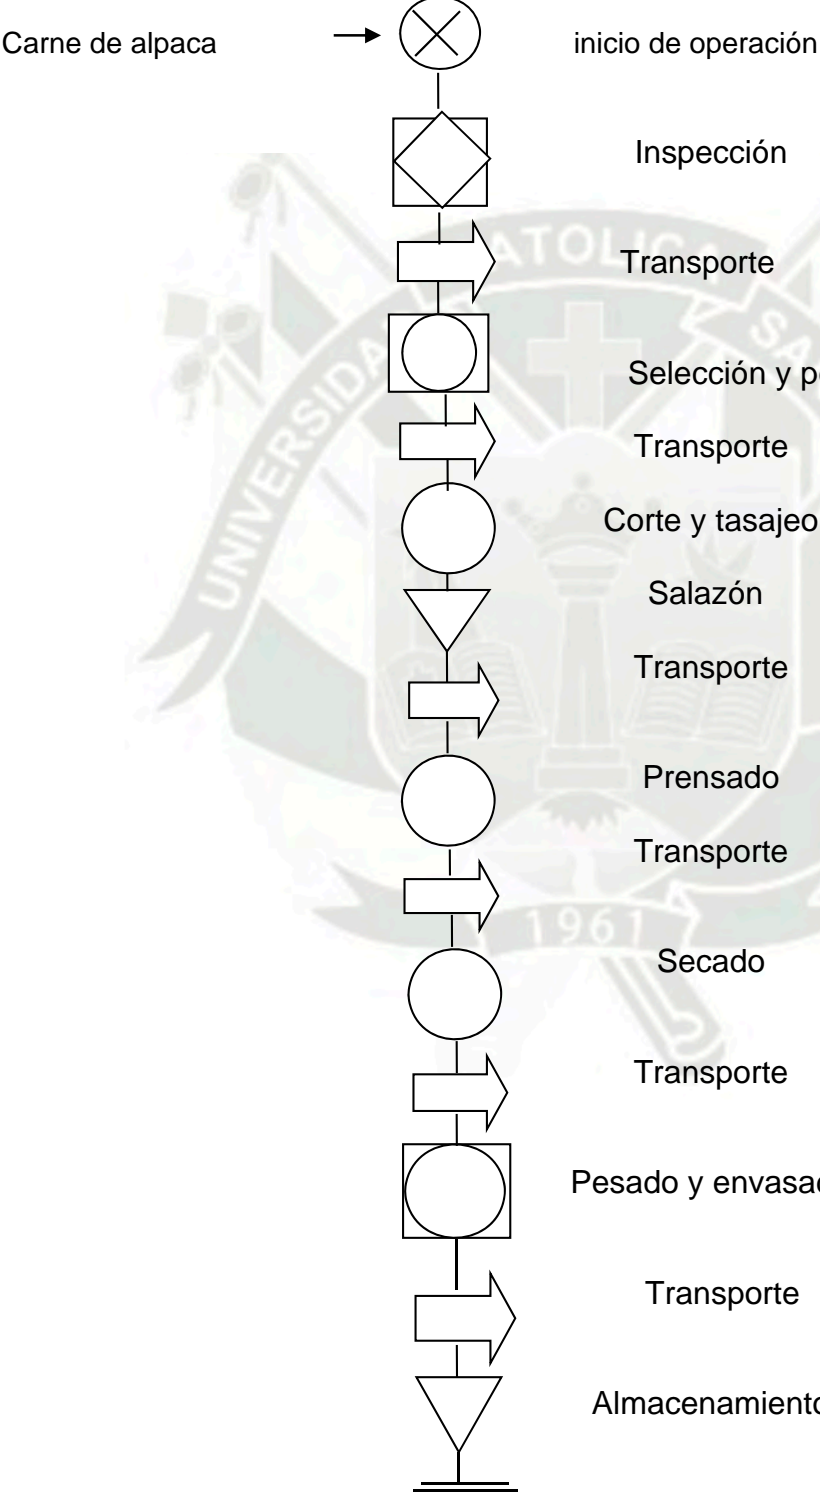 Carne de alpaca inicio de operación
Inspección
Transporte
Selección y
Transporte
Corte y tasajeo
Salazón
Transporte
Prensado
Transporte
Secado
Transporte
Pesado y
Transporte
Almacenamiento
1961